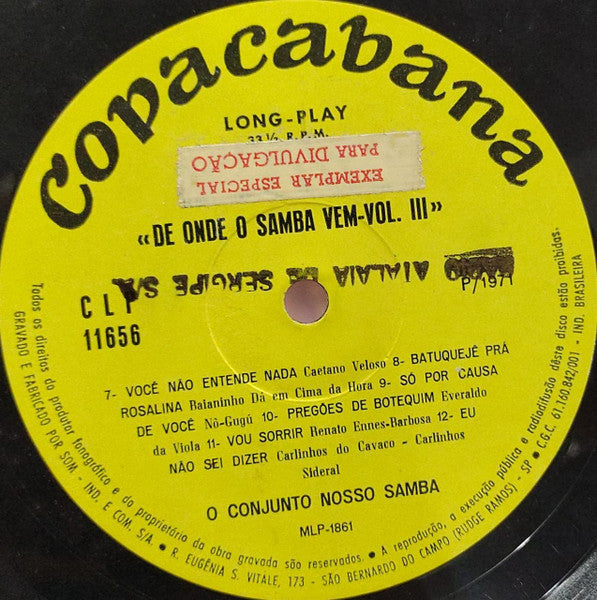 Copacabana
LONG-PLAY
33⅓ R.P.M.
EXEMPLAR ESPECIAL
PARA DIVULGAÇÃO
«DE ONDE O SAMBA VEM-VOL. III»
ATALAIA DE SERGIPE S/A
CLP
11656
P/1971
7- VOCÊ NÃO ENTENDE NADA Caetano Veloso 8- BATUQUEJÊ PRÁ
ROSALINA Baianinho Dâ em Cima da Hora 9- SÓ POR CAUSA
DE VOCÊ Nô-Gugú 10- PREGÕES DE BOTEQUIM Everaldo
da Viola 11- VOU SORRIR Renato Ennes-Barbosa 12- EU
NÃO SEI DIZER Carlinhos do Cavaco - Carlinhos
Sideral
O CONJUNTO NOSSO SAMBA
MLP-1861
Todos os direitos do produtor fonográfico e do proprietário da obra gravada são reservados. • A reprodução, a execução pública e radiodifusão dêste disco estão proibidas.
GRAVADO E FABRICADO POR SOM. - IND. E COM. S/A. • R. EUGÊNIA S. VITALE, 173 - SÃO BERNARDO DO CAMPO (RUDGE RAMOS) - SP • C.G.C. 61.160.842/001 - IND. BRASILEIRA